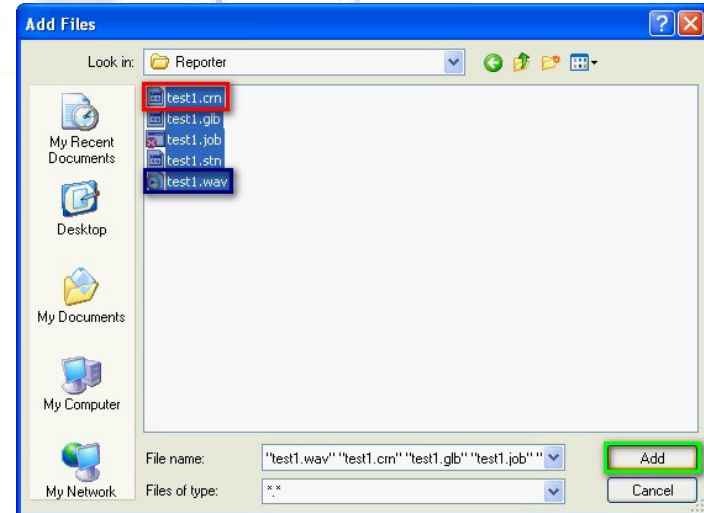 Add Files
Look in: Reporter
test1.crn
test1.glb
test1.job
test1.stn
test1.wav
My Recent
Documents
Desktop
My Documents
My Computer
My Network
File name: "test1.wav" "test1.crn" "test1.glb" "test1.job" "
Add
Files of type: *.*
Cancel